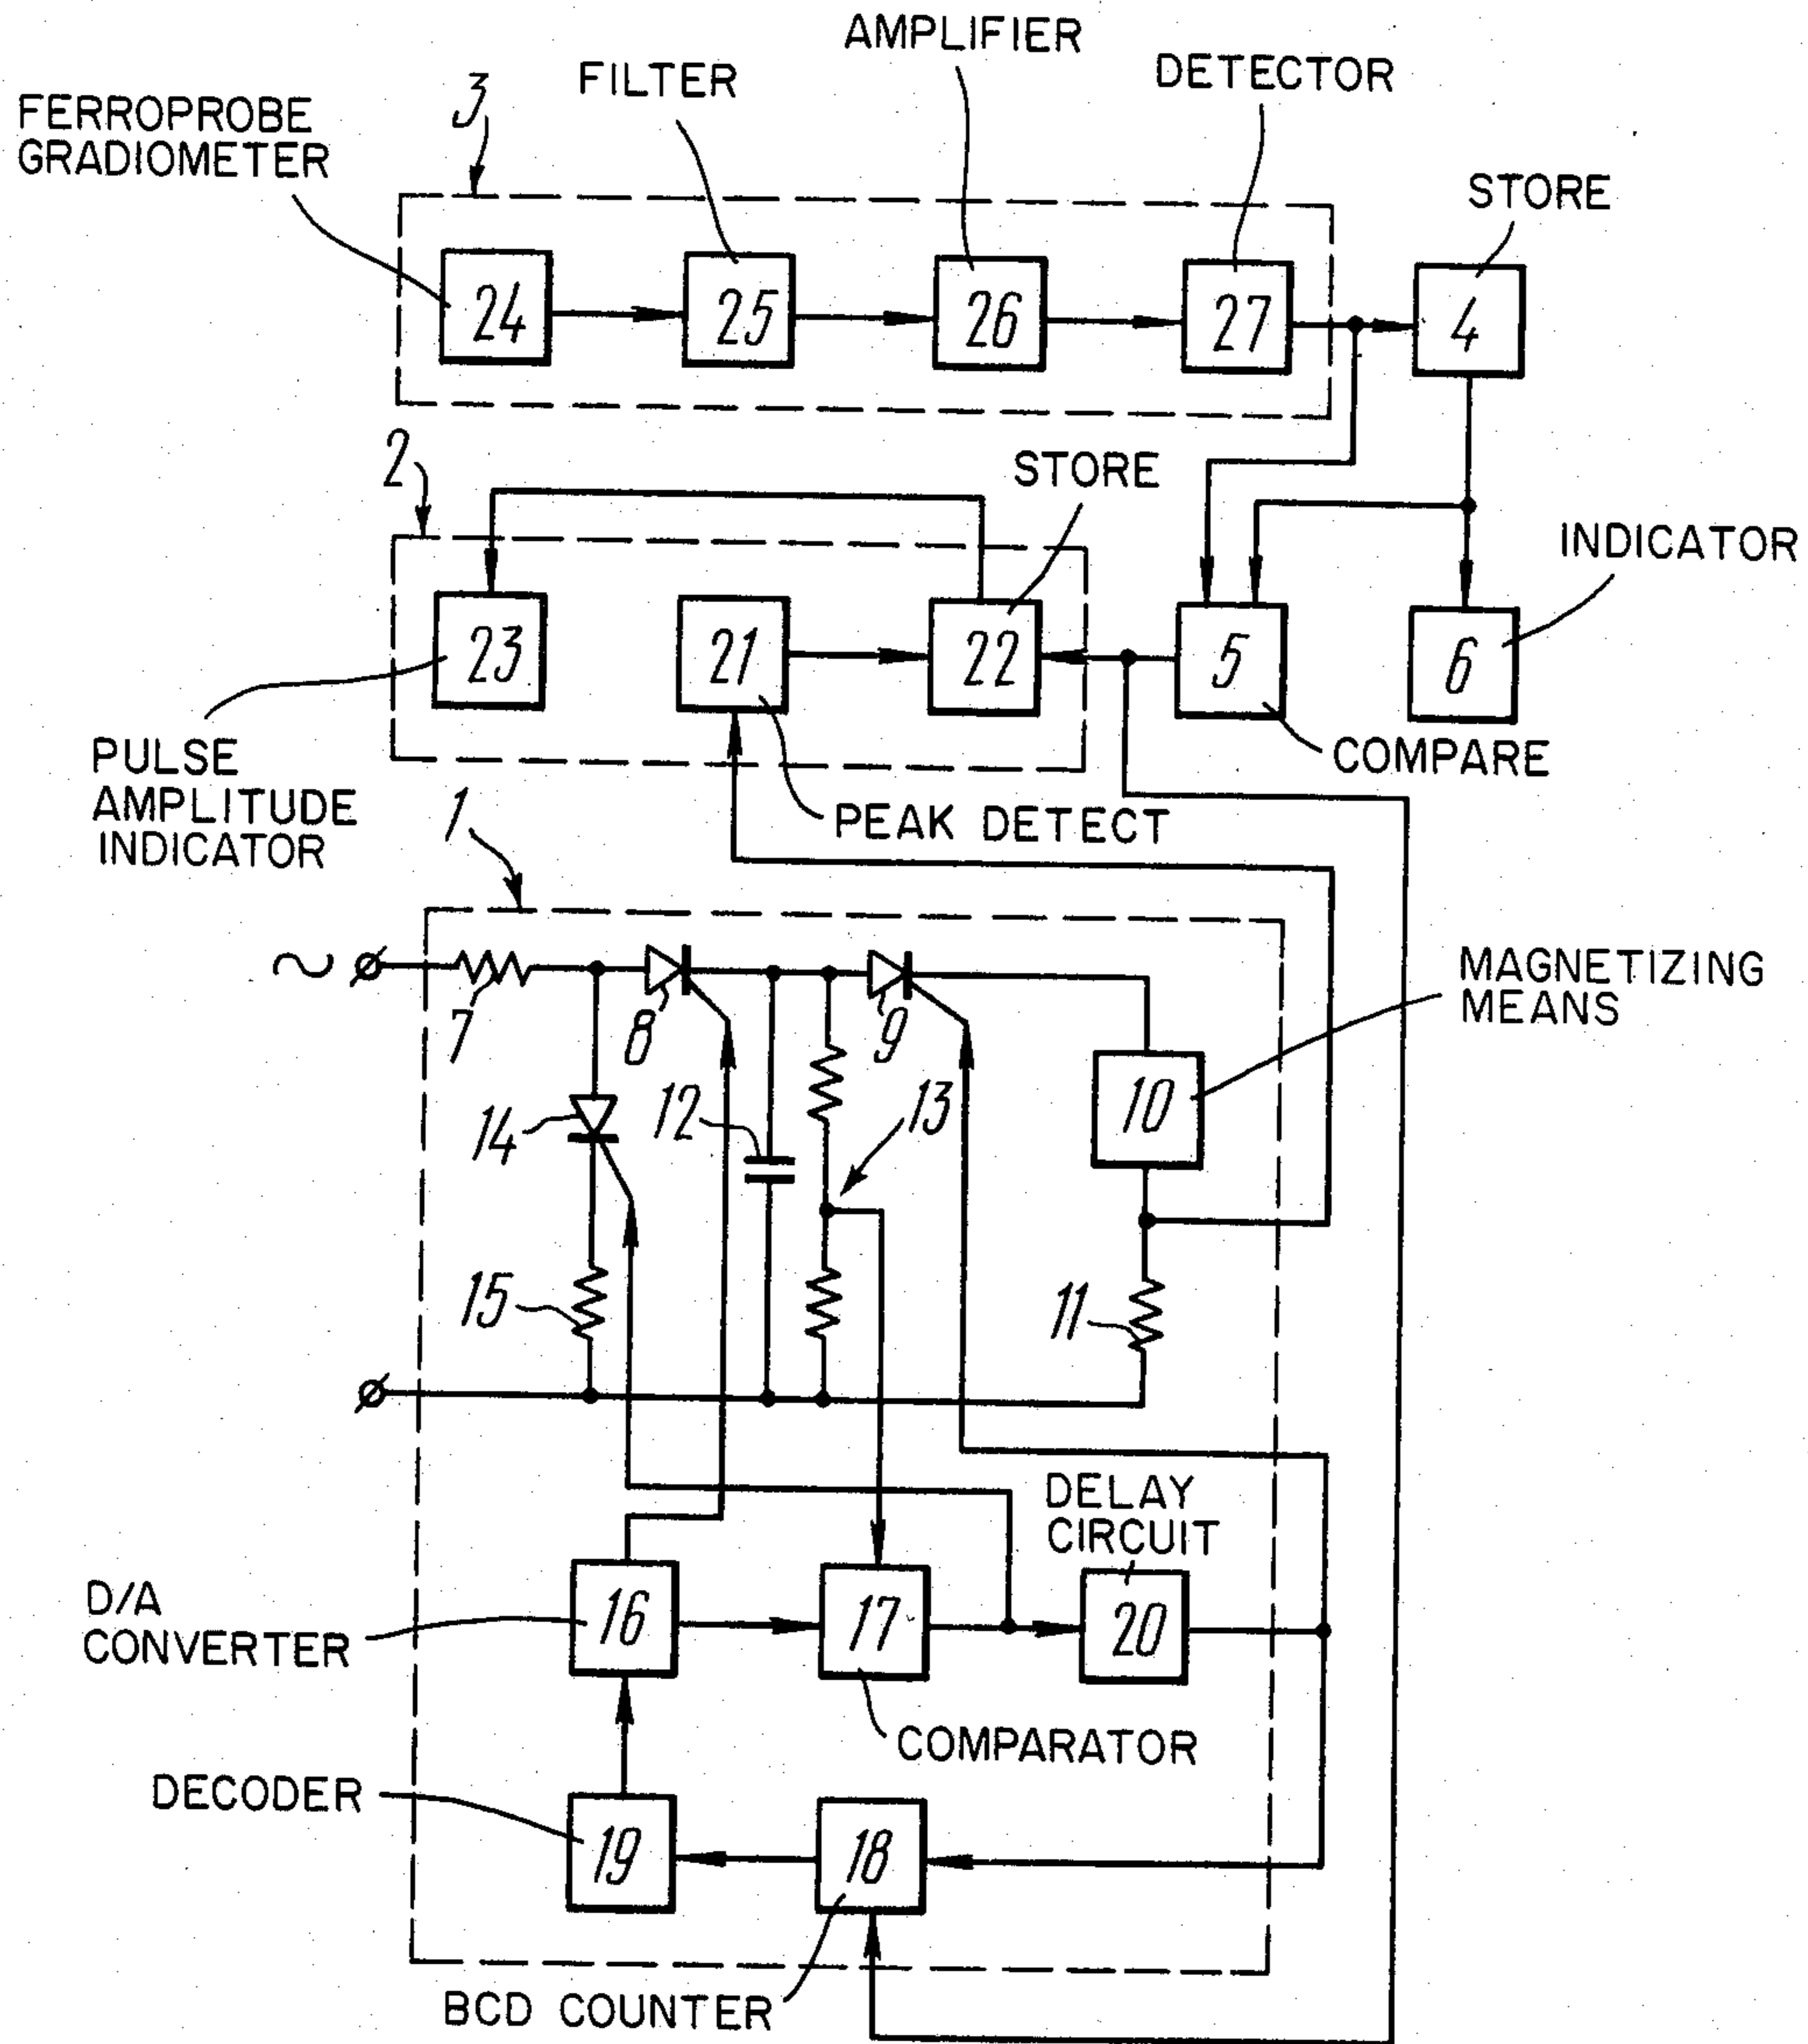 AMPLIFIER
FILTER
DETECTOR
3
FERROPROBE
GRADIOMETER
STORE
24
25
26
27
4
2
STORE
INDICATOR
23
21
22
5
6
PULSE
AMPLITUDE
INDICATOR
COMPARE
PEAK DETECT
1
~
7
8
9
MAGNETIZING
MEANS
10
14
12
13
15
11
DELAY
CIRCUIT
D/A
CONVERTER
16
17
20
COMPARATOR
DECODER
19
18
BCD COUNTER